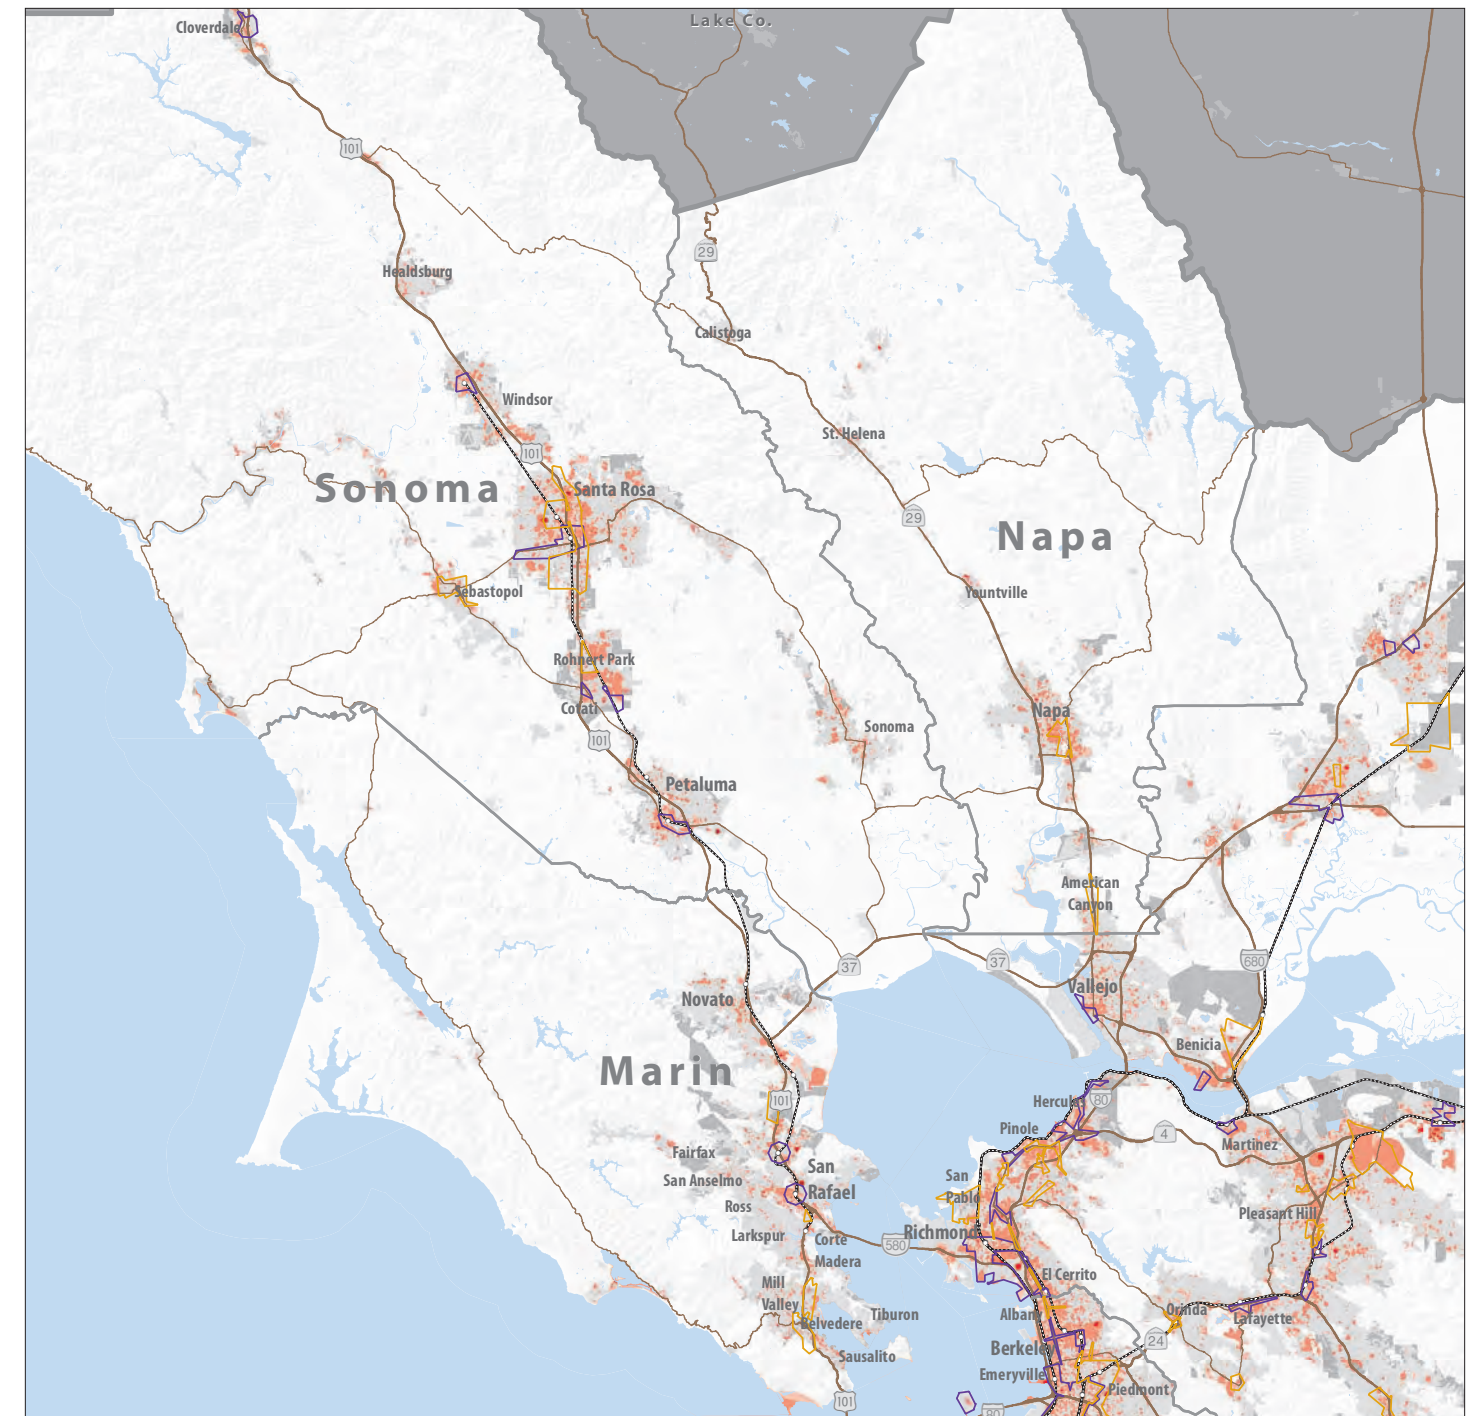 Lake Co.
Cloverdale
101
29
Healdsburg
Calistoga
Windsor
St. Helena
101
Sonoma
Santa Rosa
29
Napa
Sebastopol
Yountville
Rohnert Park
Cotati
Napa
Sonoma
101
Petaluma
American
Canyon
37
37
680
Vallejo
Novato
Benicia
Marin
101
Hercules
80
Pinole
4
Martinez
Fairfax
San
Rafael
San Anselmo
San
Pablo
Ross
Pleasant Hill
Larkspur
Corte
Madera
580
Richmond
El Cerrito
Mill
Valley
Tiburon
Albany
Orinda
Lafayette
Belvedere
24
Berkeley
Sausalito
Emeryville
Piedmont
101
80